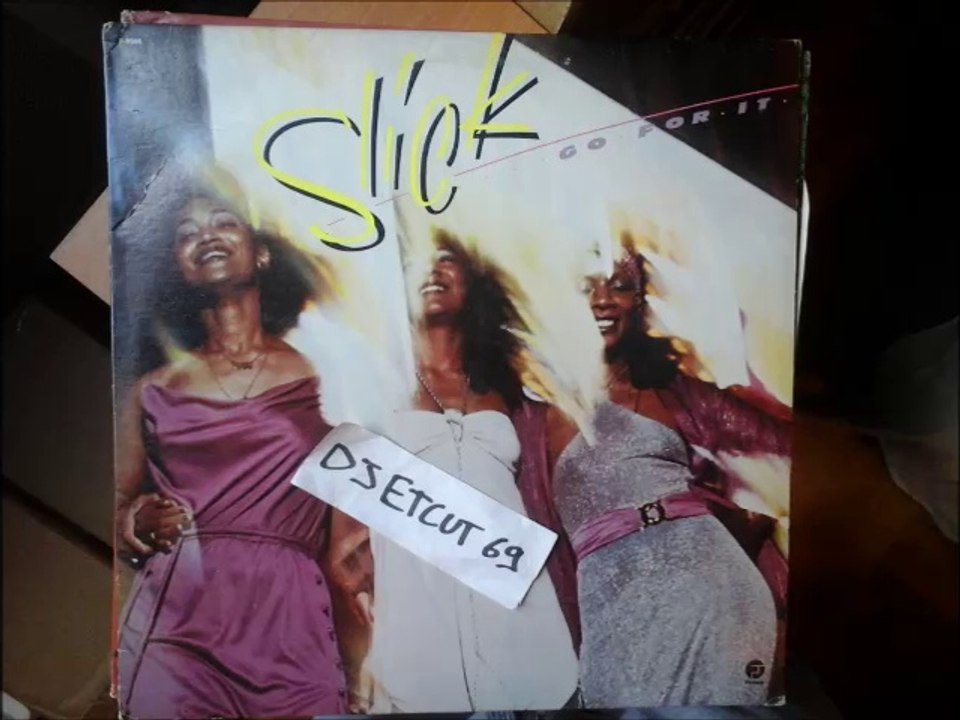 Slick
GO FOR IT
DJ ETCUT 69